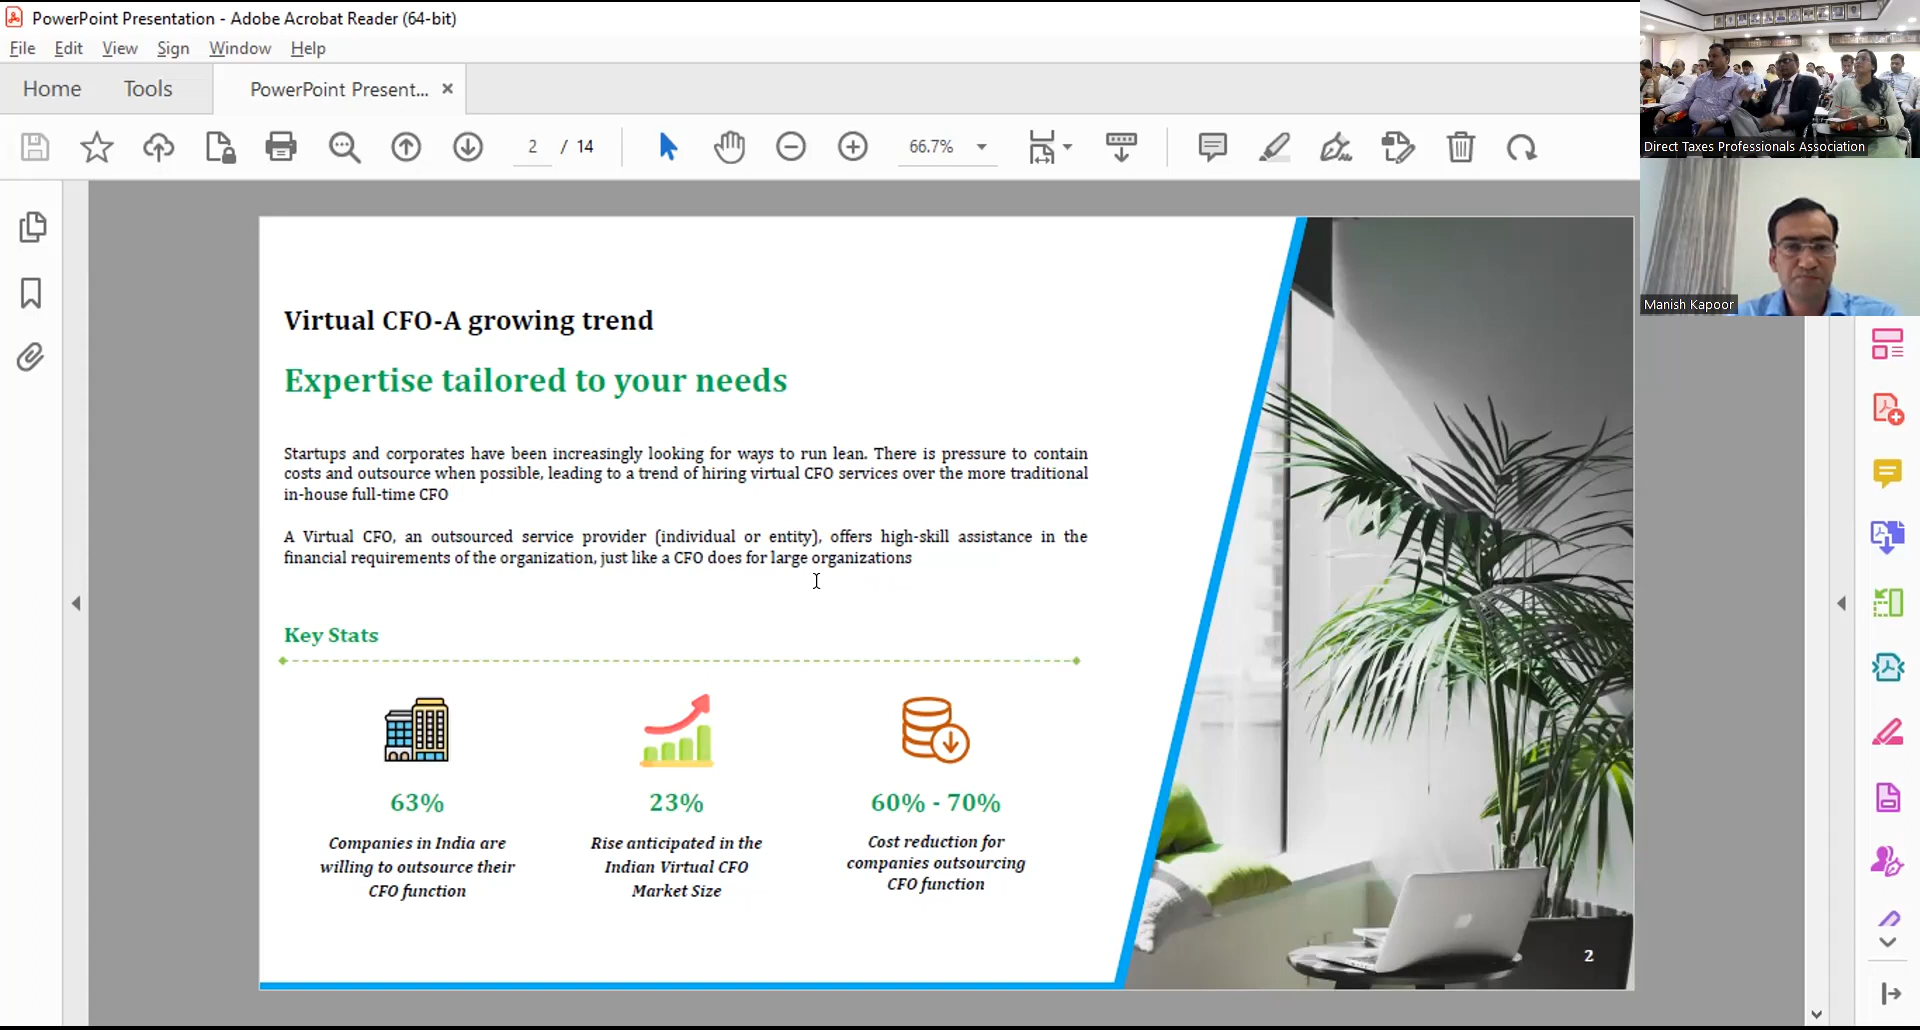 PowerPoint Presentation - Adobe Acrobat Reader (64-bit)
File Edit View Sign Window Help
Home Tools PowerPoint Present... ×
2 / 14 66.7%
Direct Taxes Professionals Association
Manish Kapoor
Virtual CFO-A growing trend
Expertise tailored to your needs
Startups and corporates have been increasingly looking for ways to run lean. There is pressure to contain
costs and outsource when possible, leading to a trend of hiring virtual CFO services over the more traditional
in-house full-time CFO
A Virtual CFO, an outsourced service provider (individual or entity), offers high-skill assistance in the
financial requirements of the organization, just like a CFO does for large organizations
Key Stats
63%
Companies in India are
willing to outsource their
CFO function
23%
Rise anticipated in the
Indian Virtual CFO
Market Size
60% - 70%
Cost reduction for
companies outsourcing
CFO function
2